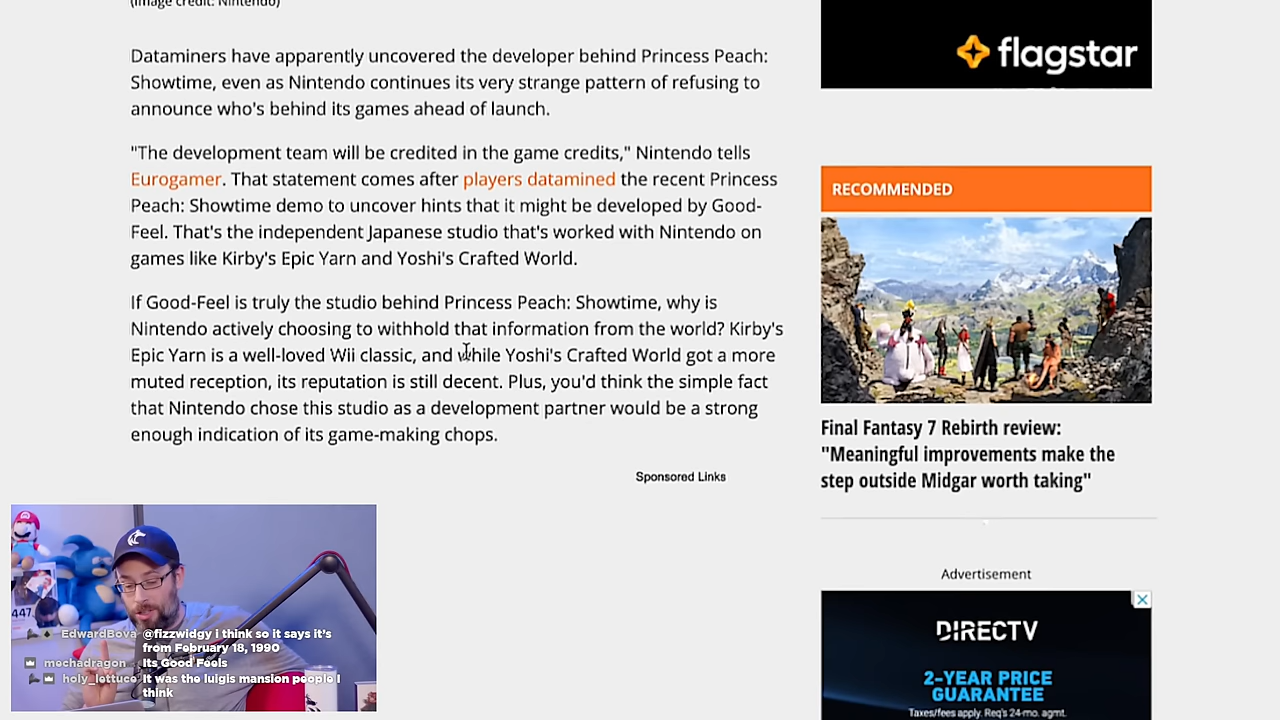 (Image credit: Nintendo)
Dataminers have apparently uncovered the developer behind Princess Peach:
Showtime, even as Nintendo continues its very strange pattern of refusing to
announce who's behind its games ahead of launch.
"The development team will be credited in the game credits," Nintendo tells
Eurogamer. That statement comes after players datamined the recent Princess
Peach: Showtime demo to uncover hints that it might be developed by Good-
Feel. That's the independent Japanese studio that's worked with Nintendo on
games like Kirby's Epic Yarn and Yoshi's Crafted World.
If Good-Feel is truly the studio behind Princess Peach: Showtime, why is
Nintendo actively choosing to withhold that information from the world? Kirby's
Epic Yarn is a well-loved Wii classic, and while Yoshi's Crafted World got a more
muted reception, its reputation is still decent. Plus, you'd think the simple fact
that Nintendo chose this studio as a development partner would be a strong
enough indication of its game-making chops.
Sponsored Links
flagstar
RECOMMENDED
Final Fantasy 7 Rebirth review:
"Meaningful improvements make the
step outside Midgar worth taking"
Advertisement
DIRECTV
2-YEAR PRICE
GUARANTEE
Taxes/fees apply. Req's 24-mo. agmt.
447
EdwardBova @fizzwidgy i think so it says it's
from February 18, 1990
mechadragon Its Good Feels
holy_lettuce It was the luigis mansion people I
think